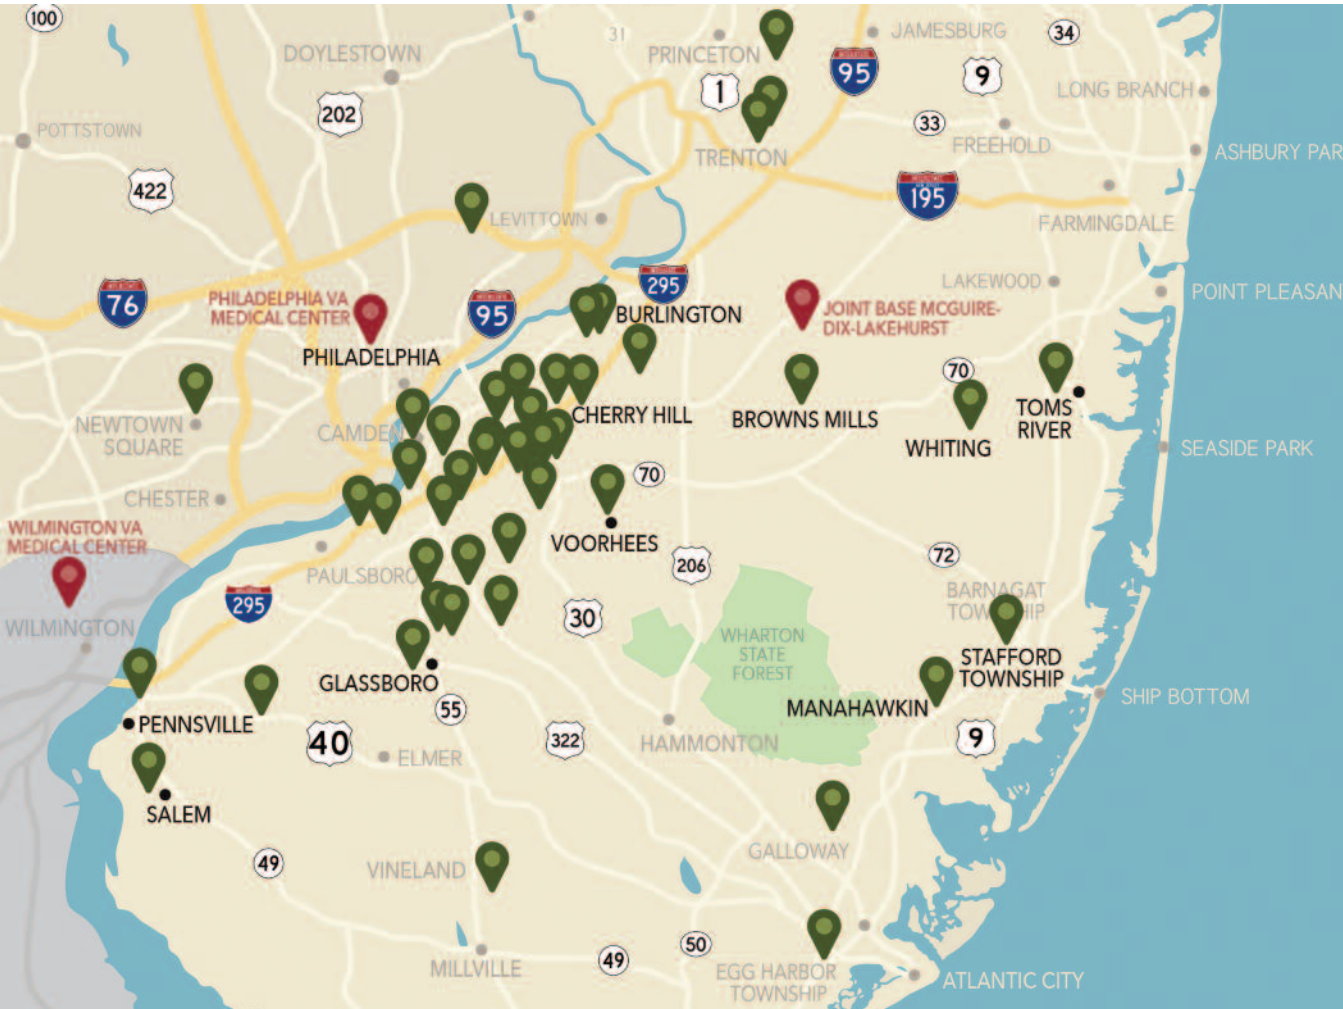 100
31
JAMESBURG
34
DOYLESTOWN
PRINCETON
95
9
1
LONG BRANCH
202
POTTSTOWN
33
FREEHOLD
TRENTON
ASHBURY PAR
422
195
LEVITTOWN
FARMINGDALE
76
PHILADELPHIA VA
MEDICAL CENTER
95
295
LAKEWOOD
POINT PLEASAN
BURLINGTON
JOINT BASE MCGUIRE-
DIX-LAKEHURST
PHILADELPHIA
70
NEWTOWN
SQUARE
CAMDEN
CHERRY HILL
BROWNS MILLS
WHITING
TOMS
RIVER
SEASIDE PARK
70
CHESTER
WILMINGTON VA
MEDICAL CENTER
VOORHEES
72
206
PAULSBORO
295
BARNAGAT
TOWNSHIP
30
WILMINGTON
WHARTON
STATE
FOREST
STAFFORD
TOWNSHIP
GLASSBORO
SHIP BOTTOM
PENNSVILLE
55
MANAHAWKIN
40
322
HAMMONTON
9
ELMER
SALEM
49
VINELAND
GALLOWAY
50
49
MILLVILLE
EGG HARBOR
TOWNSHIP
ATLANTIC CITY